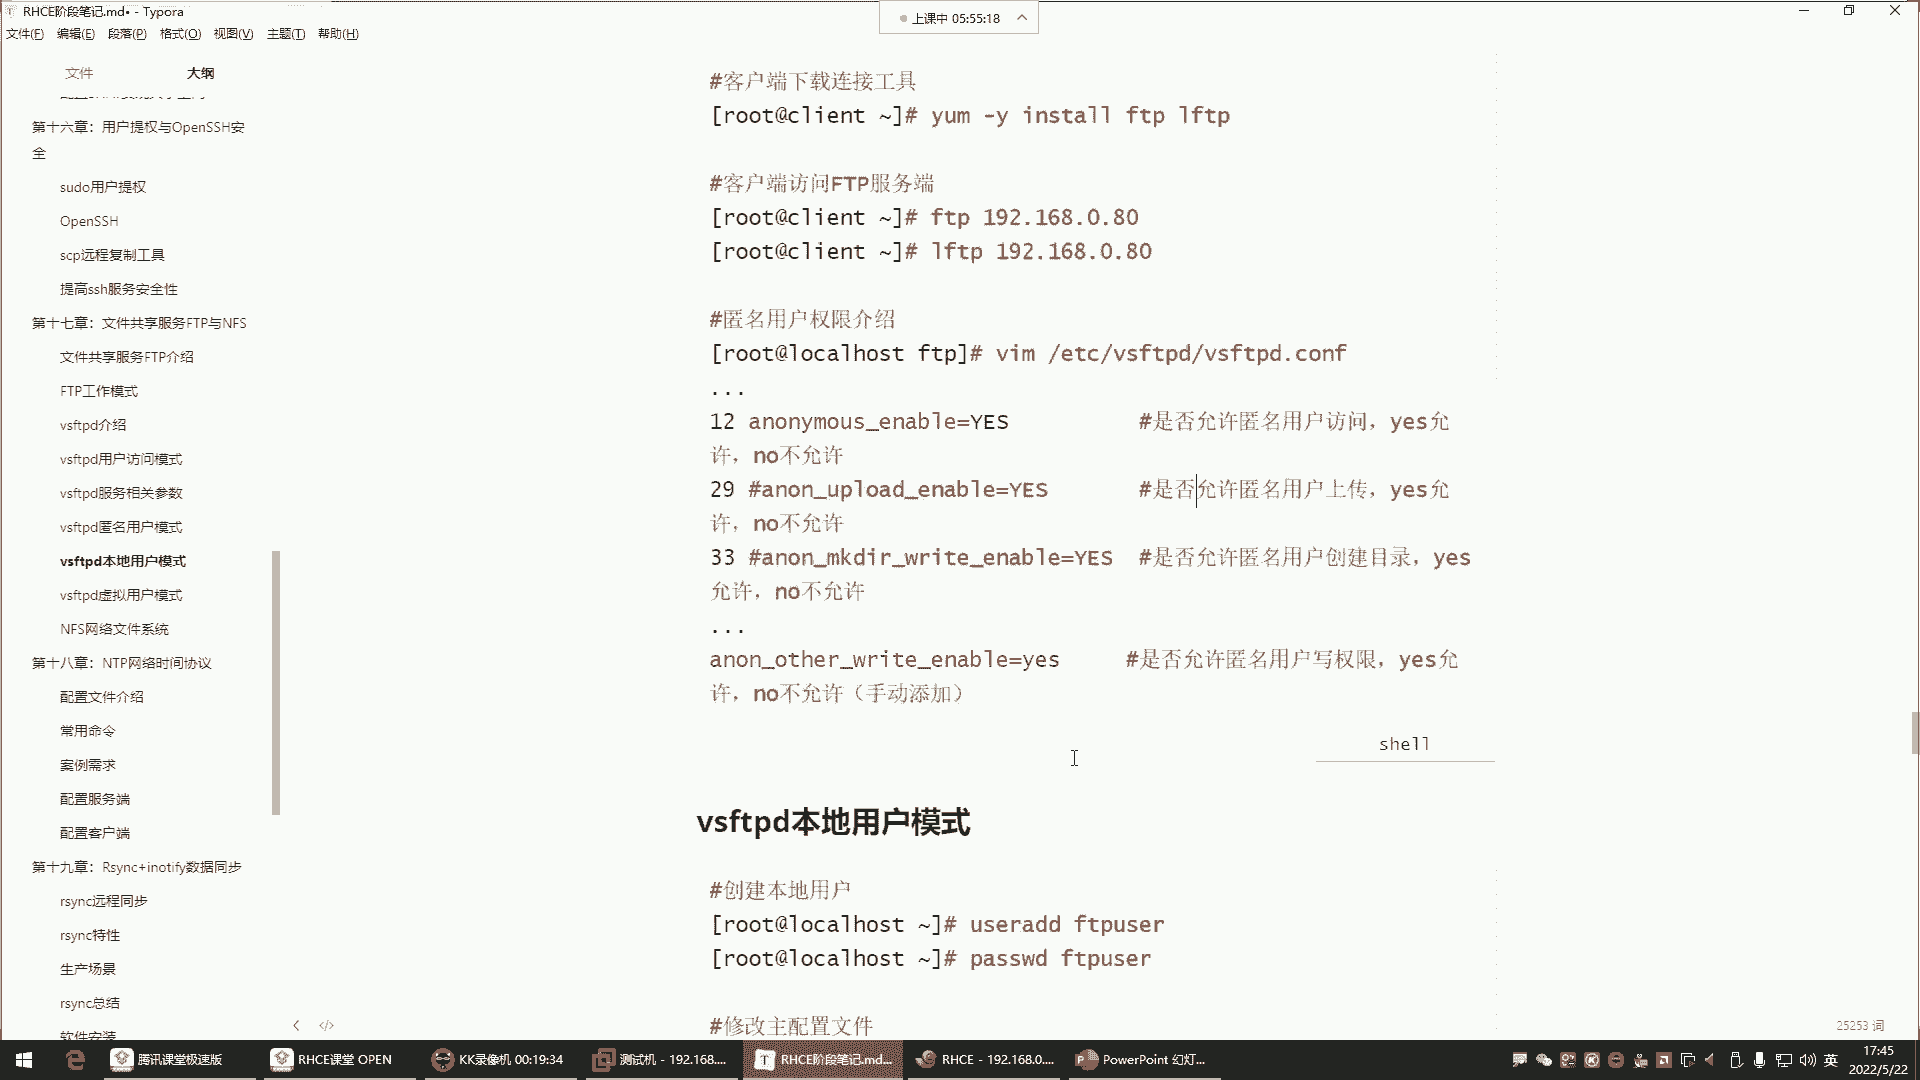 RHCE阶段笔记.md• - Typora
上课中 05:55:18
文件(F) 编辑(E) 段落(P) 格式(O) 视图(V) 主题(T) 帮助(H)
文件 大纲
第十六章：用户提权与OpenSSH安
全
sudo用户提权
OpenSSH
scp远程复制工具
提高ssh服务安全性
第十七章：文件共享服务FTP与NFS
文件共享服务FTP介绍
FTP工作模式
vsftpd介绍
vsftpd用户访问模式
vsftpd服务相关参数
vsftpd匿名用户模式
vsftpd本地用户模式
vsftpd虚拟用户模式
NFS网络文件系统
第十八章：NTP网络时间协议
配置文件介绍
常用命令
案例需求
配置服务端
配置客户端
第十九章：Rsync+inotify数据同步
rsync远程同步
rsync特性
生产场景
rsync总结
软件安装
#客户端下载连接工具
[root@client ~]# yum -y install ftp lftp
#客户端访问FTP服务端
[root@client ~]# ftp 192.168.0.80
[root@client ~]# lftp 192.168.0.80
#匿名用户权限介绍
[root@localhost ftp]# vim /etc/vsftpd/vsftpd.conf
...
12 anonymous_enable=YES #是否允许匿名用户访问，yes允
许，no不允许
29 #anon_upload_enable=YES #是否允许匿名用户上传，yes允
许，no不允许
33 #anon_mkdir_write_enable=YES #是否允许匿名用户创建目录，yes
允许，no不允许
...
anon_other_write_enable=yes #是否允许匿名用户写权限，yes允
许，no不允许（手动添加）
shell
vsftpd本地用户模式
#创建本地用户
[root@localhost ~]# useradd ftpuser
[root@localhost ~]# passwd ftpuser
#修改主配置文件
25253 词
腾讯课堂极速版
RHCE课堂 OPEN
KK录像机 00:19:34
测试机 - 192.168....
RHCE阶段笔记.md...
RHCE - 192.168.0....
PowerPoint 幻灯...
英
17:45
2022/5/22